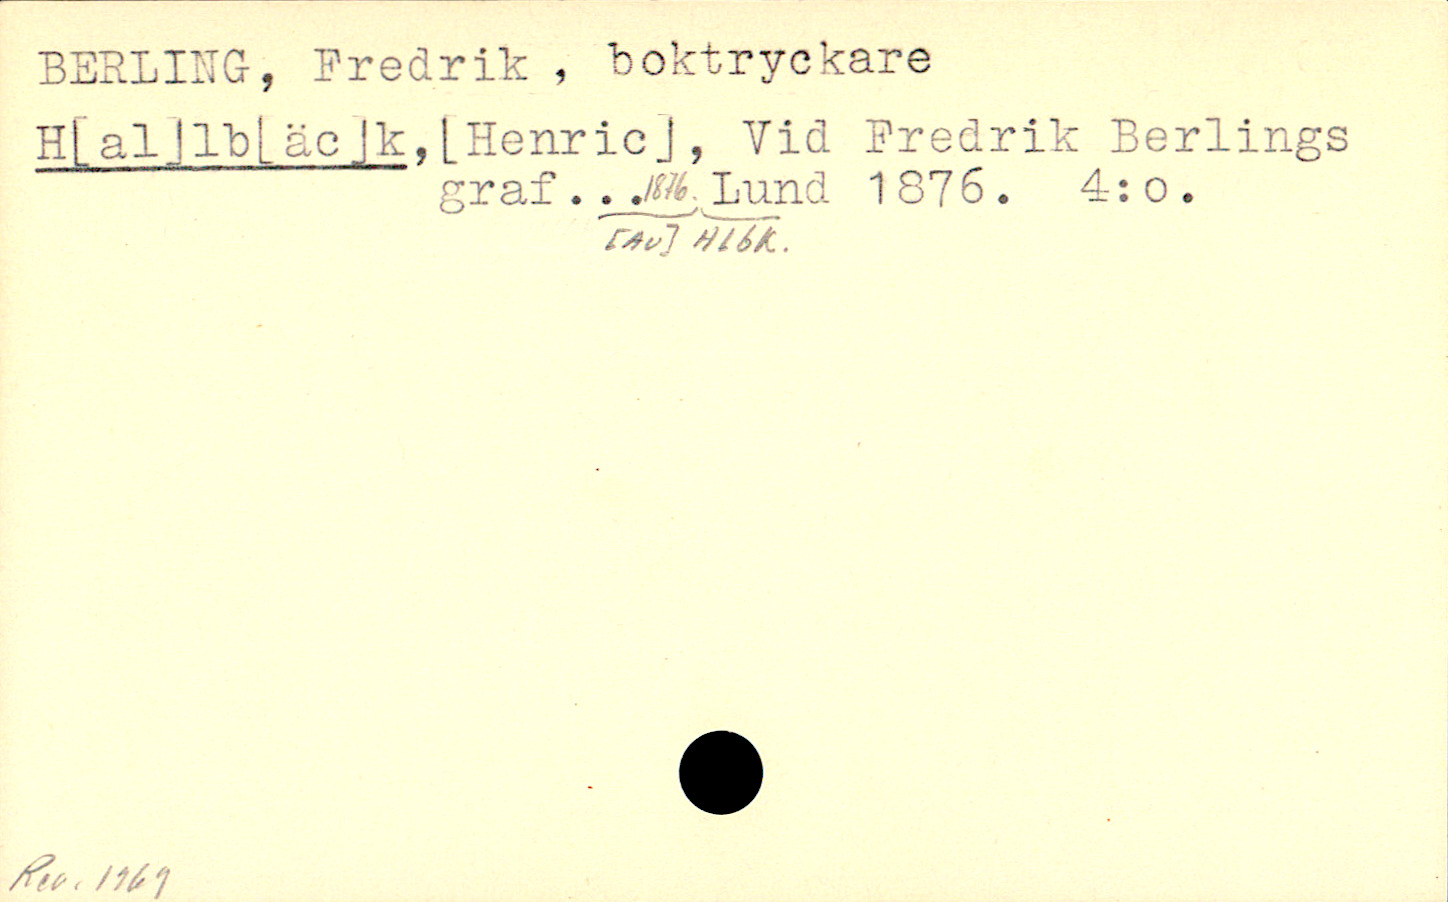 BERLING, Fredrik , boktryckare
H[al]lb[äc]k,[Henric], Vid Fredrik Berlings
graf...1876. Lund 1876. 4:o.
[Av] Hlbk.
Rev. 1969